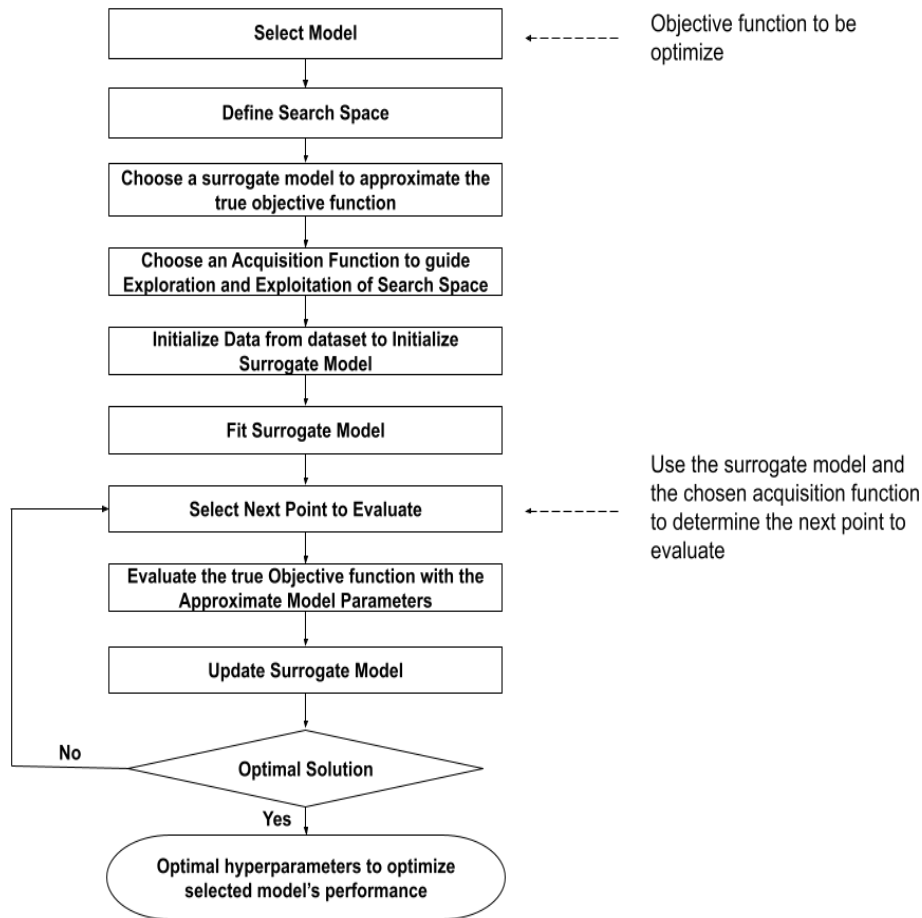 Select Model
Objective function to be
optimize
Define Search Space
Choose a surrogate model to approximate the
true objective function
Choose an Acquisition Function to guide
Exploration and Exploitation of Search Space
Initialize Data from dataset to Initialize
Surrogate Model
Fit Surrogate Model
Select Next Point to Evaluate
Use the surrogate model and
the chosen acquisition function
to determine the next point to
evaluate
Evaluate the true Objective function with the
Approximate Model Parameters
Update Surrogate Model
No
Optimal Solution
Yes
Optimal hyperparameters to optimize
selected model's performance